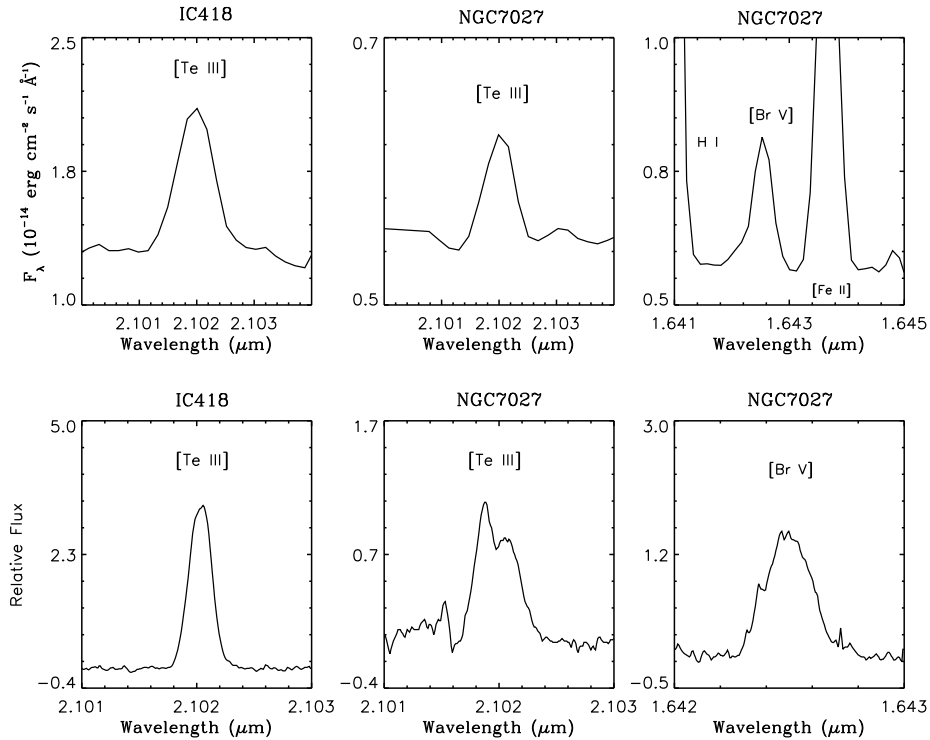 IC418
NGC7027
NGC7027
2.5
1.8
1.0
F_λ (10⁻¹⁴ erg cm⁻² s⁻¹ Å⁻¹)
[Te III]
2.101 2.102 2.103
Wavelength (μm)
0.7
0.5
[Te III]
2.101 2.102 2.103
Wavelength (μm)
1.0
0.8
0.5
H I
[Br V]
[Fe II]
1.641 1.643 1.645
Wavelength (μm)
IC418
NGC7027
NGC7027
5.0
2.3
−0.4
Relative Flux
[Te III]
2.101 2.102 2.103
Wavelength (μm)
1.7
0.7
−0.4
[Te III]
2.101 2.102 2.103
Wavelength (μm)
3.0
1.2
−0.5
[Br V]
1.642 1.643
Wavelength (μm)